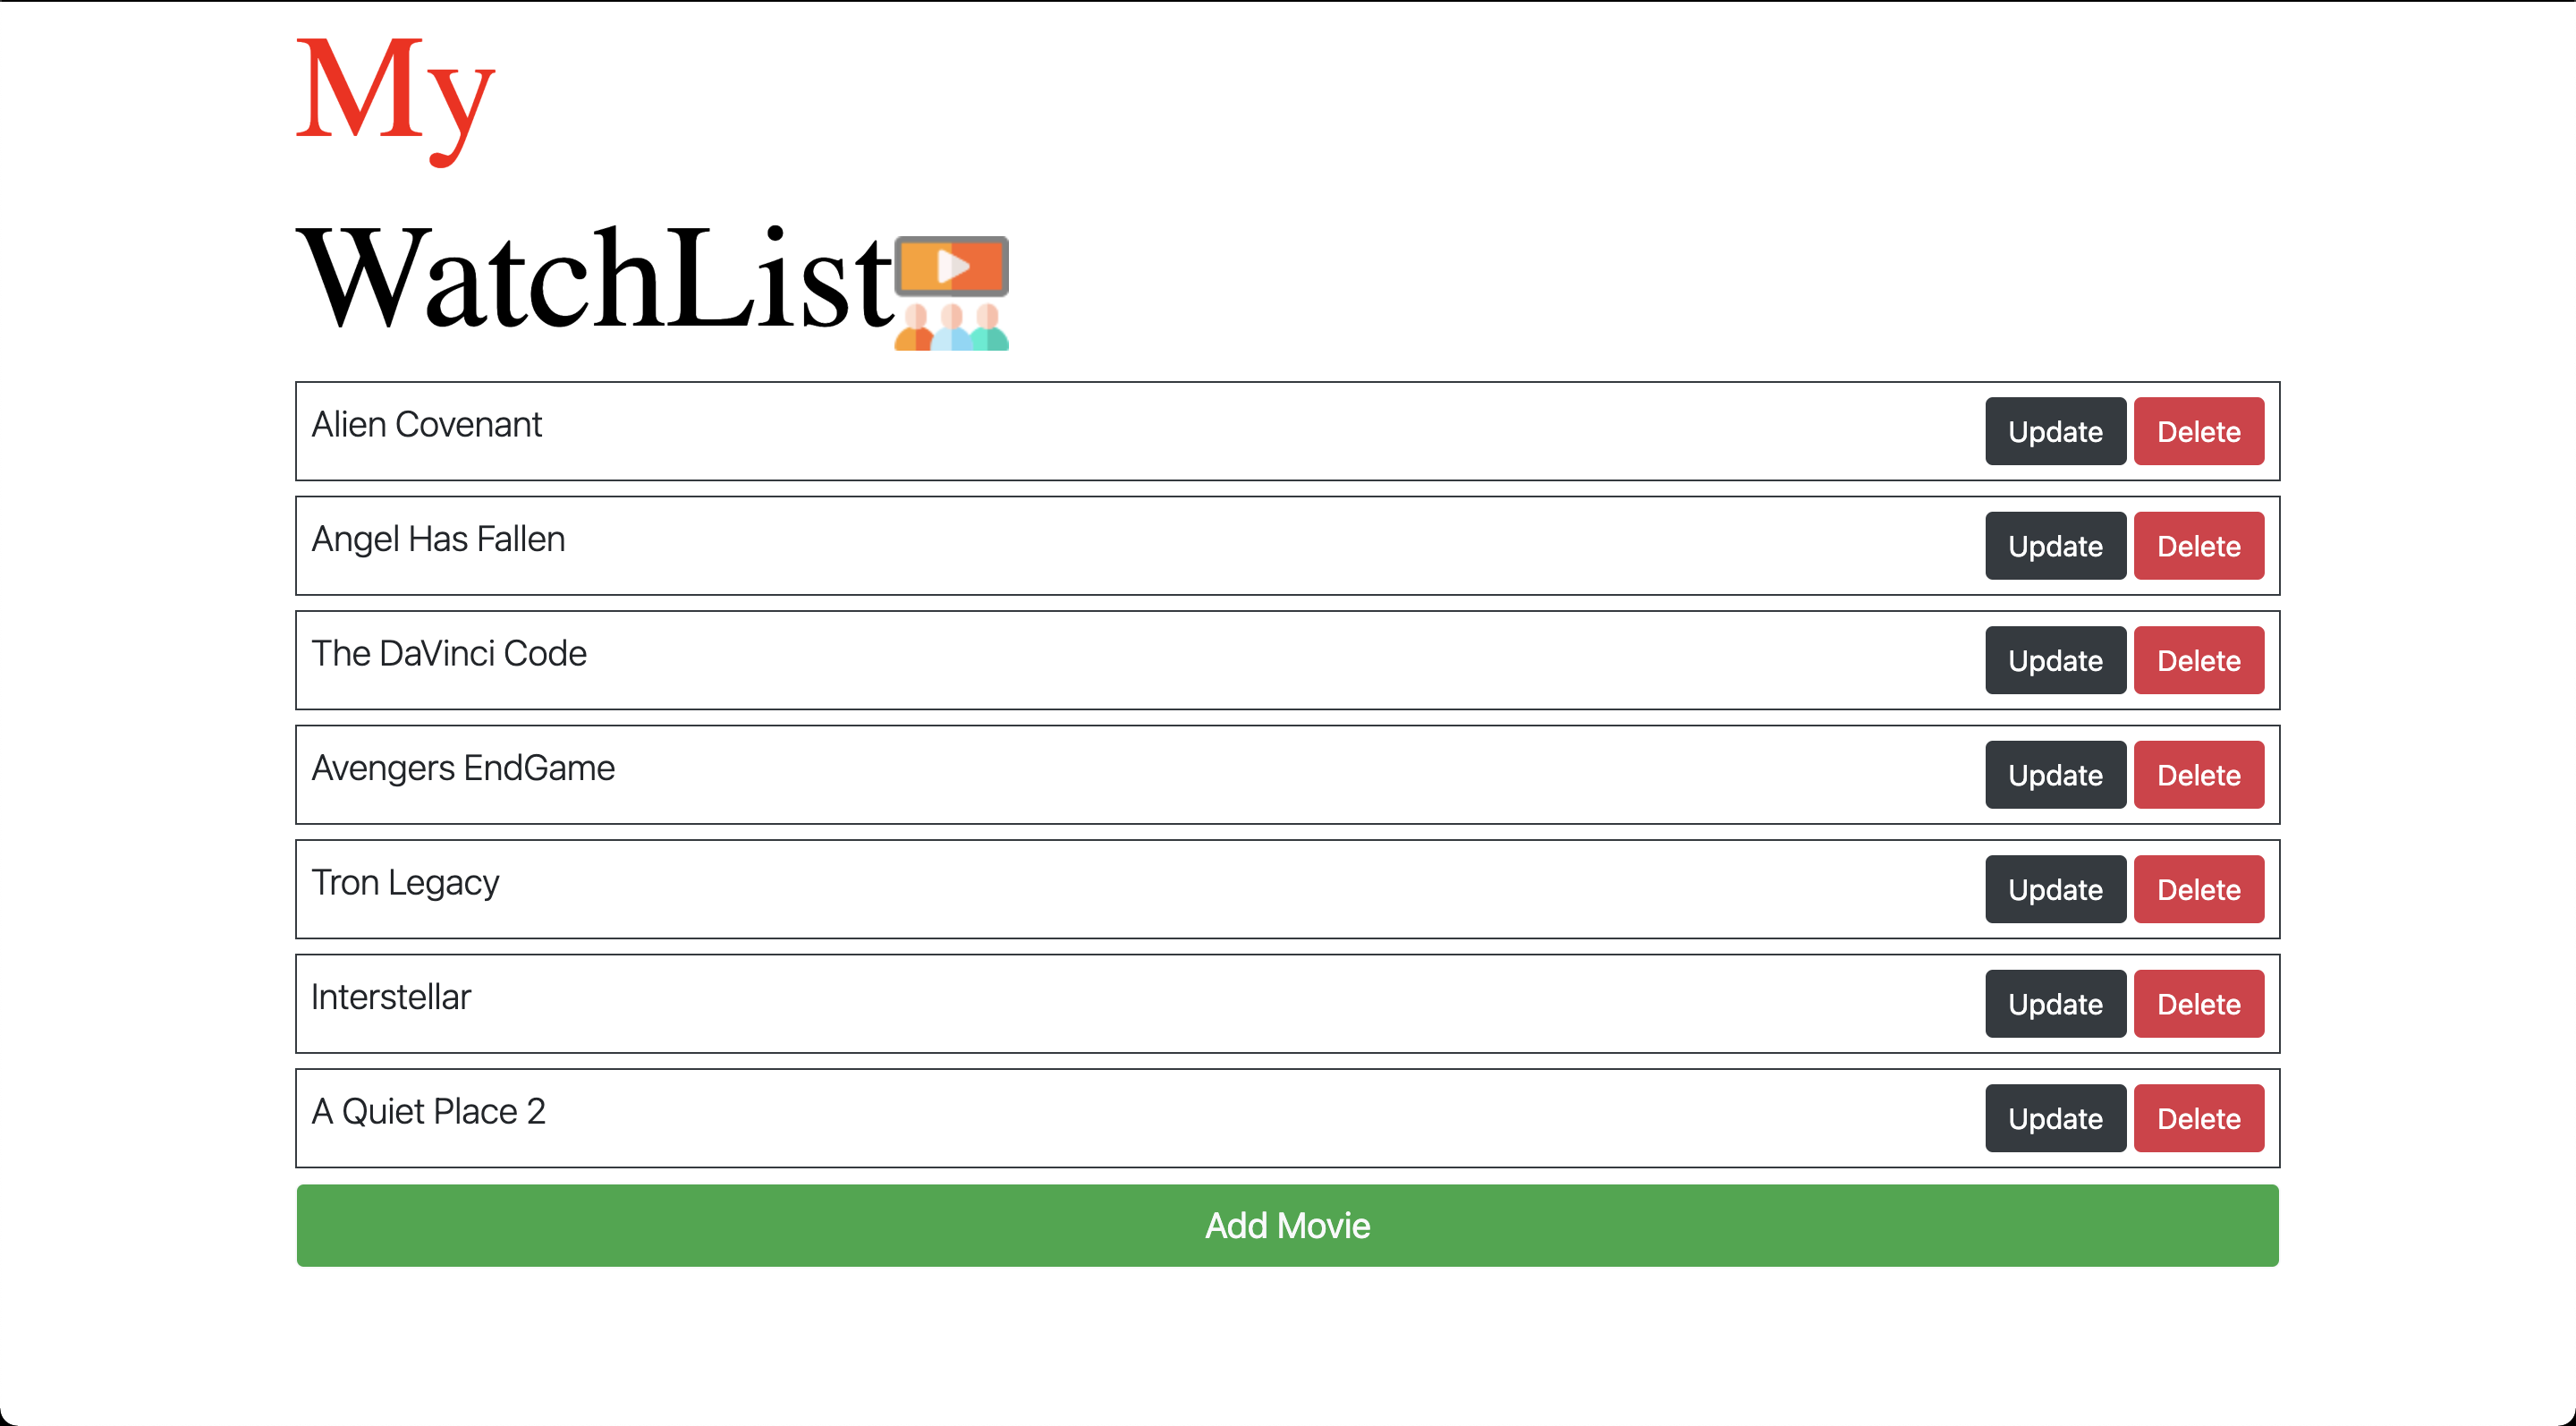 My
WatchList
Alien Covenant Update Delete
Angel Has Fallen Update Delete
The DaVinci Code Update Delete
Avengers EndGame Update Delete
Tron Legacy Update Delete
Interstellar Update Delete
A Quiet Place 2 Update Delete
Add Movie